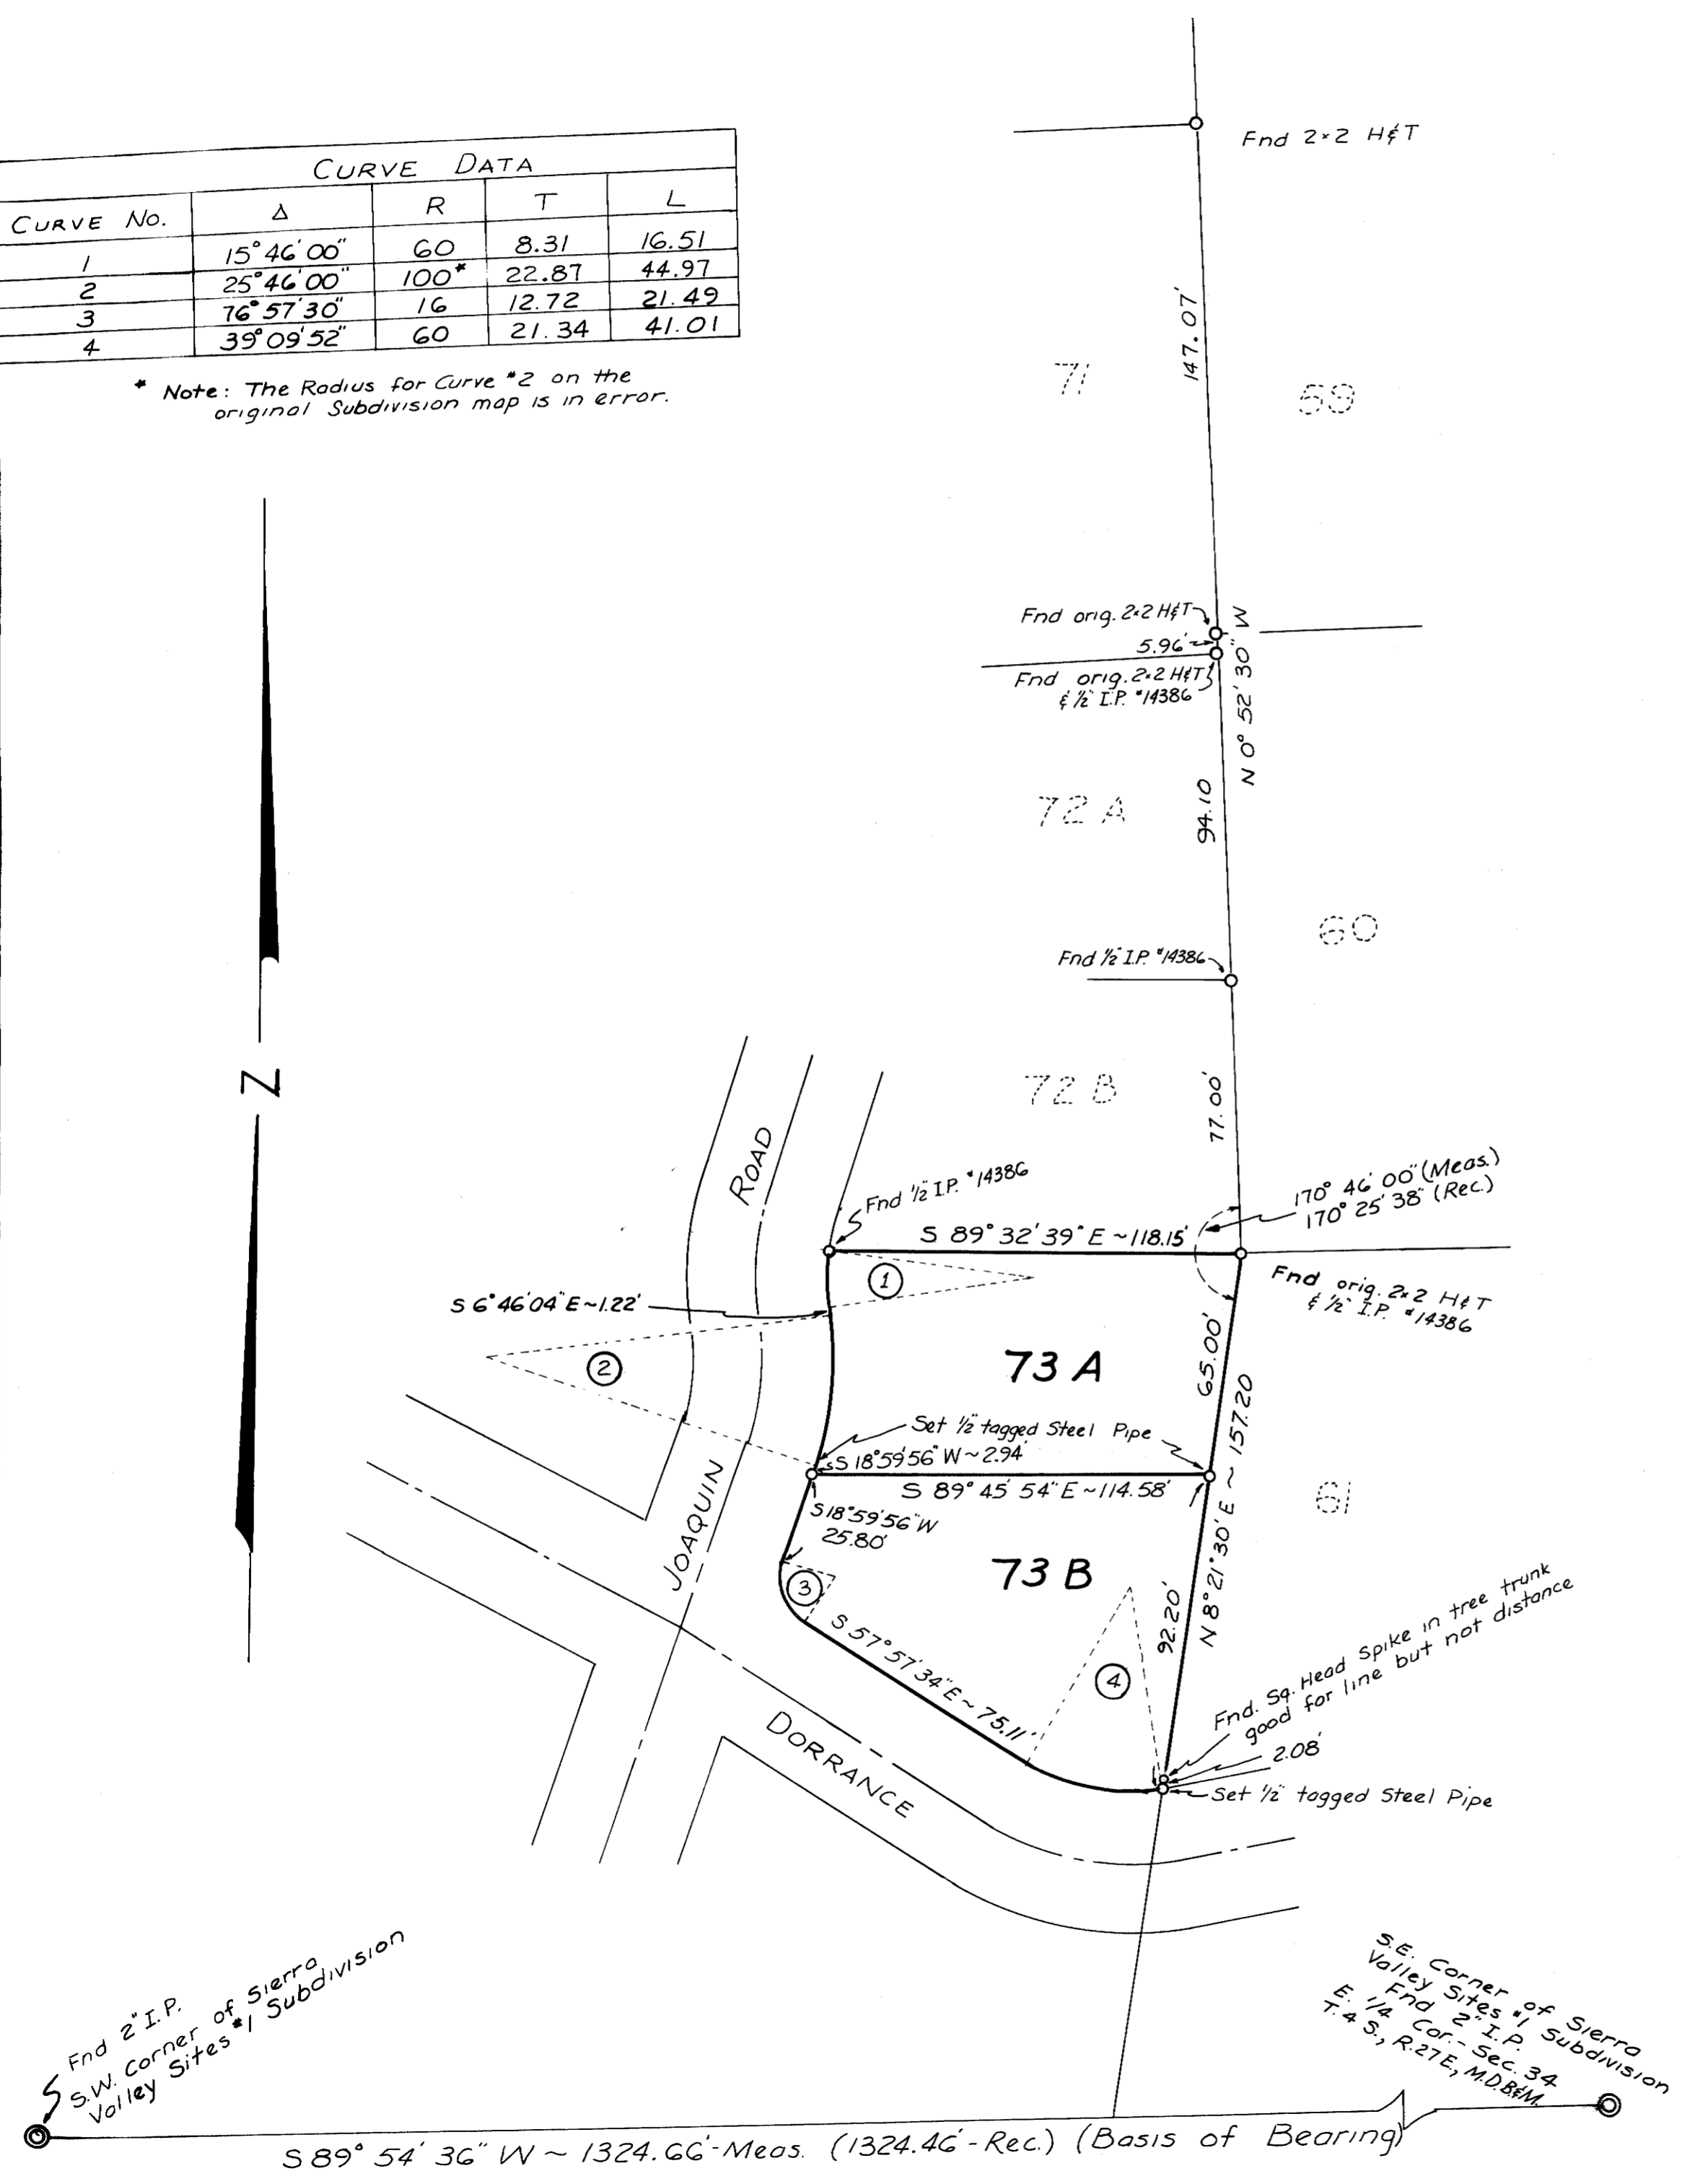 CURVE DATA
CURVE NO. Δ R T L
1 15° 46' 00" 60 8.31 16.51
2 25° 46' 00" 100* 22.87 44.97
3 76° 57' 30" 16 12.72 21.49
4 39° 09' 52" 60 21.34 41.01
* Note: The Radius for Curve #2 on the
original Subdivision map is in error.
Fnd 2×2 H&T
147.07'
71
59
Fnd orig. 2×2 H&T
5.96'
Fnd orig. 2×2 H&T
& ½" I.P. #14386
N 0° 52' 30" W
94.10
72 A
60
Fnd ½" I.P. #14386
Z
72 B
77.00'
ROAD
Fnd ½" I.P. #14386
170° 46' 00" (Meas.)
170° 25' 38" (Rec.)
S 89° 32' 39" E ~118.15'
1
Fnd orig. 2×2 H&T
& ½" I.P. #14386
S 6° 46' 04" E~1.22'
2
73 A
65.00'
N 8° 21' 30" E ~ 157.20
Set ½" tagged Steel Pipe
S 18° 59' 56" W~2.94'
S 89° 45' 54" E ~114.58'
61
S 18° 59' 56" W
25.80'
JOAQUIN
73 B
3
92.20'
S 57° 57' 34" E ~ 75.11'
4
Fnd. Sq. Head Spike in tree trunk
good for line but not distance
2.08'
Set ½" tagged Steel Pipe
DORRANCE
Fnd 2" I.P.
S.W. Corner of Sierra
Valley Sites #1 Subdivision
S.E. Corner of Sierra
Valley Sites #1 Subdivision
Fnd 2" I.P.
E. 1/4 Cor.- Sec. 34
T. 4 S., R. 27 E., M.D.B.&M.
S 89° 54' 36" W ~ 1324.66'-Meas. (1324.46'-Rec.) (Basis of Bearing)